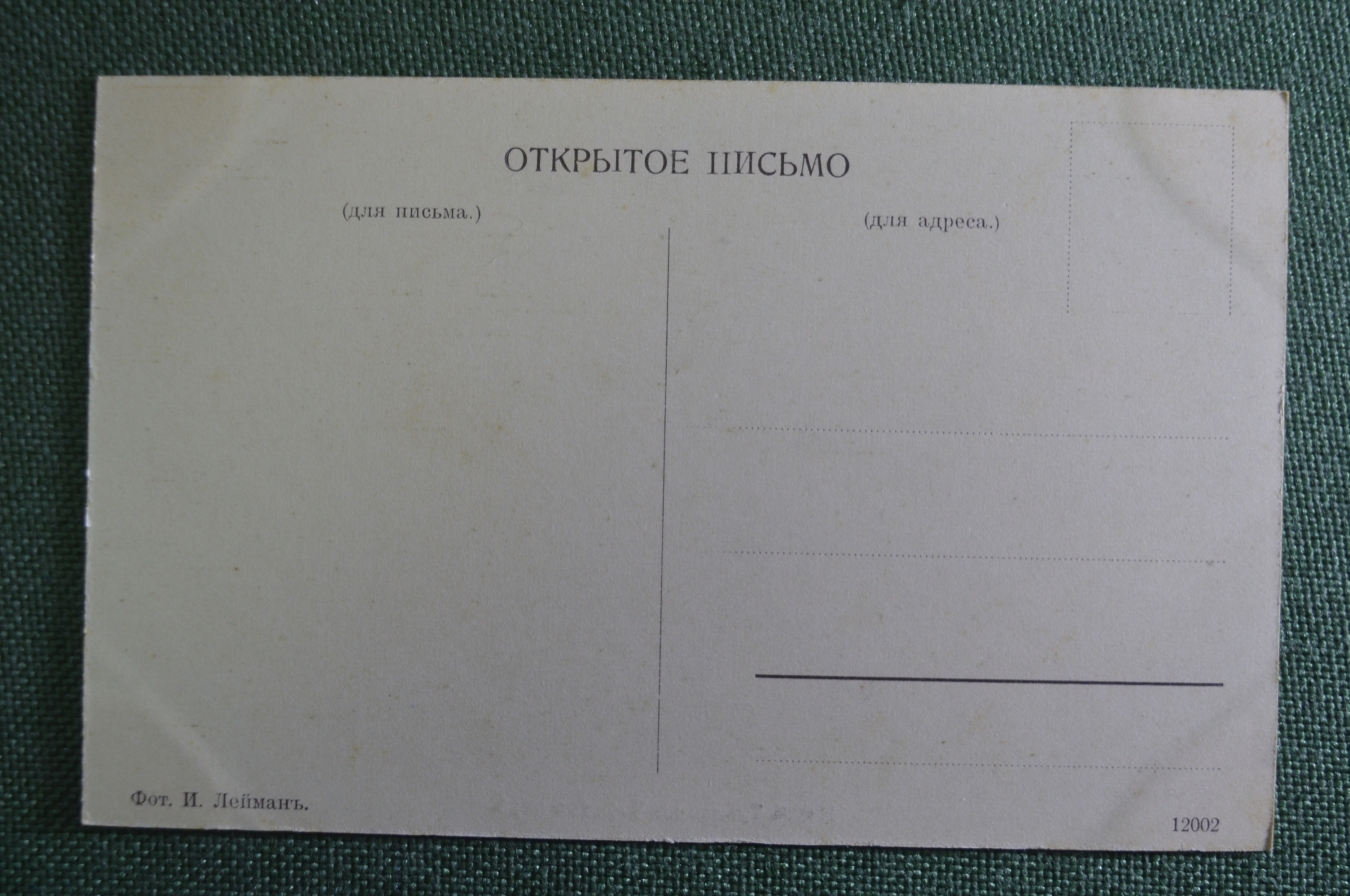 ОТКРЫТОЕ ПИСЬМО
(для письма.)
(для адреса.)
Фот. И. Лейманъ.
12002